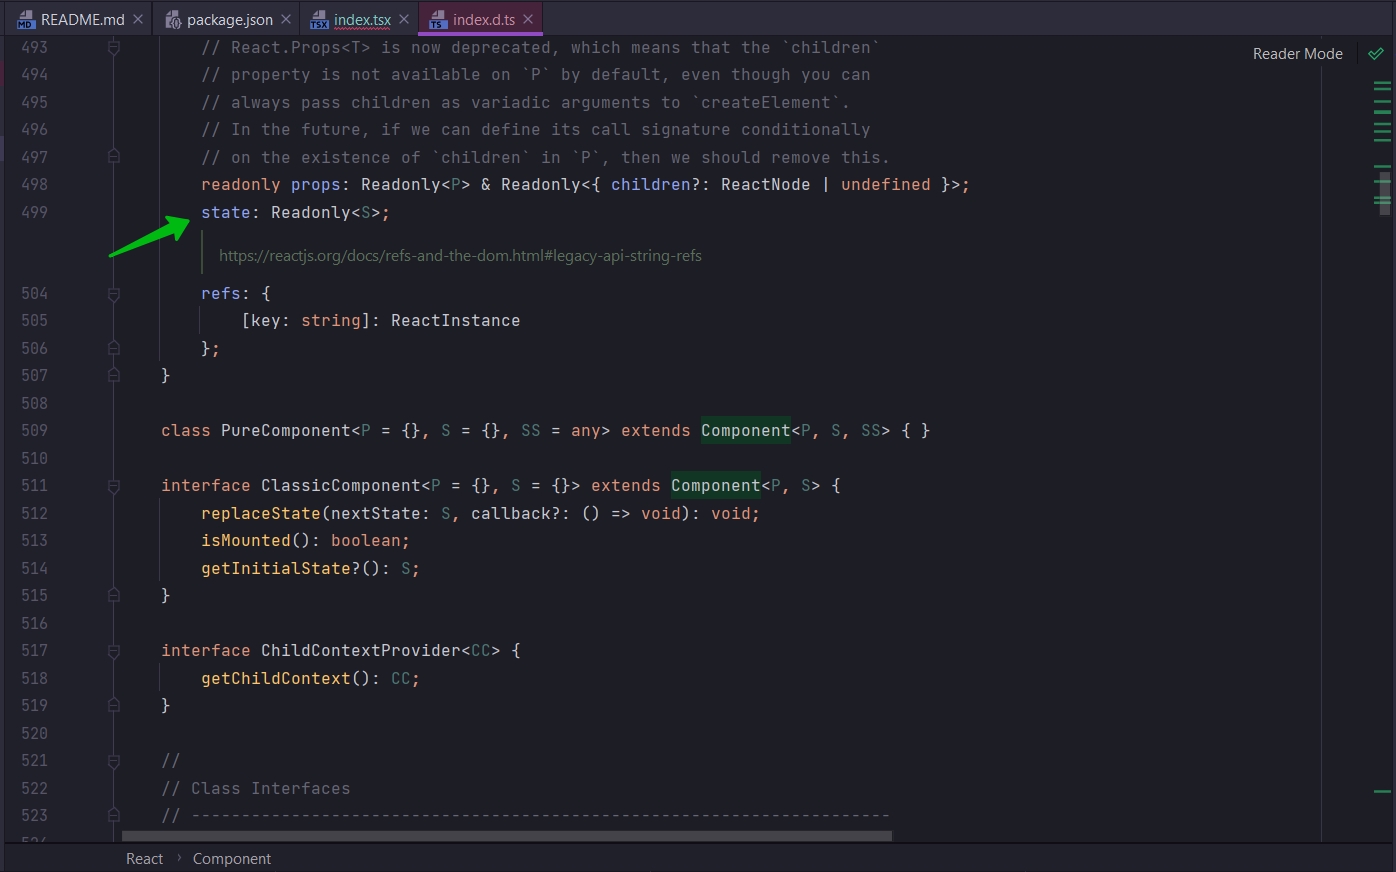 README.md package.json index.tsx index.d.ts
Reader Mode
493 // React.Props<T> is now deprecated, which means that the `children`
494 // property is not available on `P` by default, even though you can
495 // always pass children as variadic arguments to `createElement`.
496 // In the future, if we can define its call signature conditionally
497 // on the existence of `children` in `P`, then we should remove this.
498 readonly props: Readonly<P> & Readonly<{ children?: ReactNode | undefined }>;
499 state: Readonly<S>;
https://reactjs.org/docs/refs-and-the-dom.html#legacy-api-string-refs
504 refs: {
505 [key: string]: ReactInstance
506 };
507 }
508
509 class PureComponent<P = {}, S = {}, SS = any> extends Component<P, S, SS> { }
510
511 interface ClassicComponent<P = {}, S = {}> extends Component<P, S> {
512 replaceState(nextState: S, callback?: () => void): void;
513 isMounted(): boolean;
514 getInitialState?(): S;
515 }
516
517 interface ChildContextProvider<CC> {
518 getChildContext(): CC;
519 }
520
521 //
522 // Class Interfaces
523 // ----------------------------------------------------------------------
React › Component